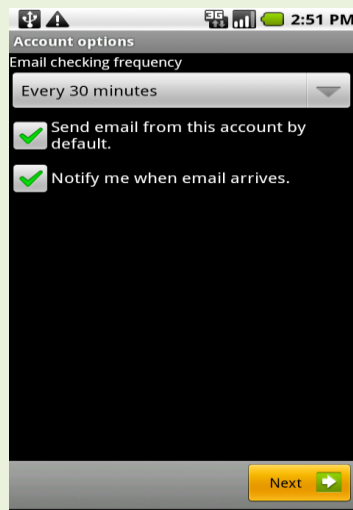 3G 2:51 PM
Account options
Email checking frequency
Every 30 minutes
Send email from this account by
default.
Notify me when email arrives.
Next